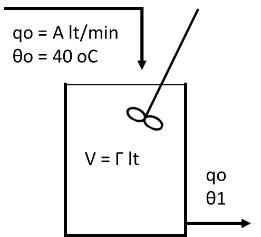 qo = A lt/min
θo = 40 oC
V = Γ lt
qo
θ1